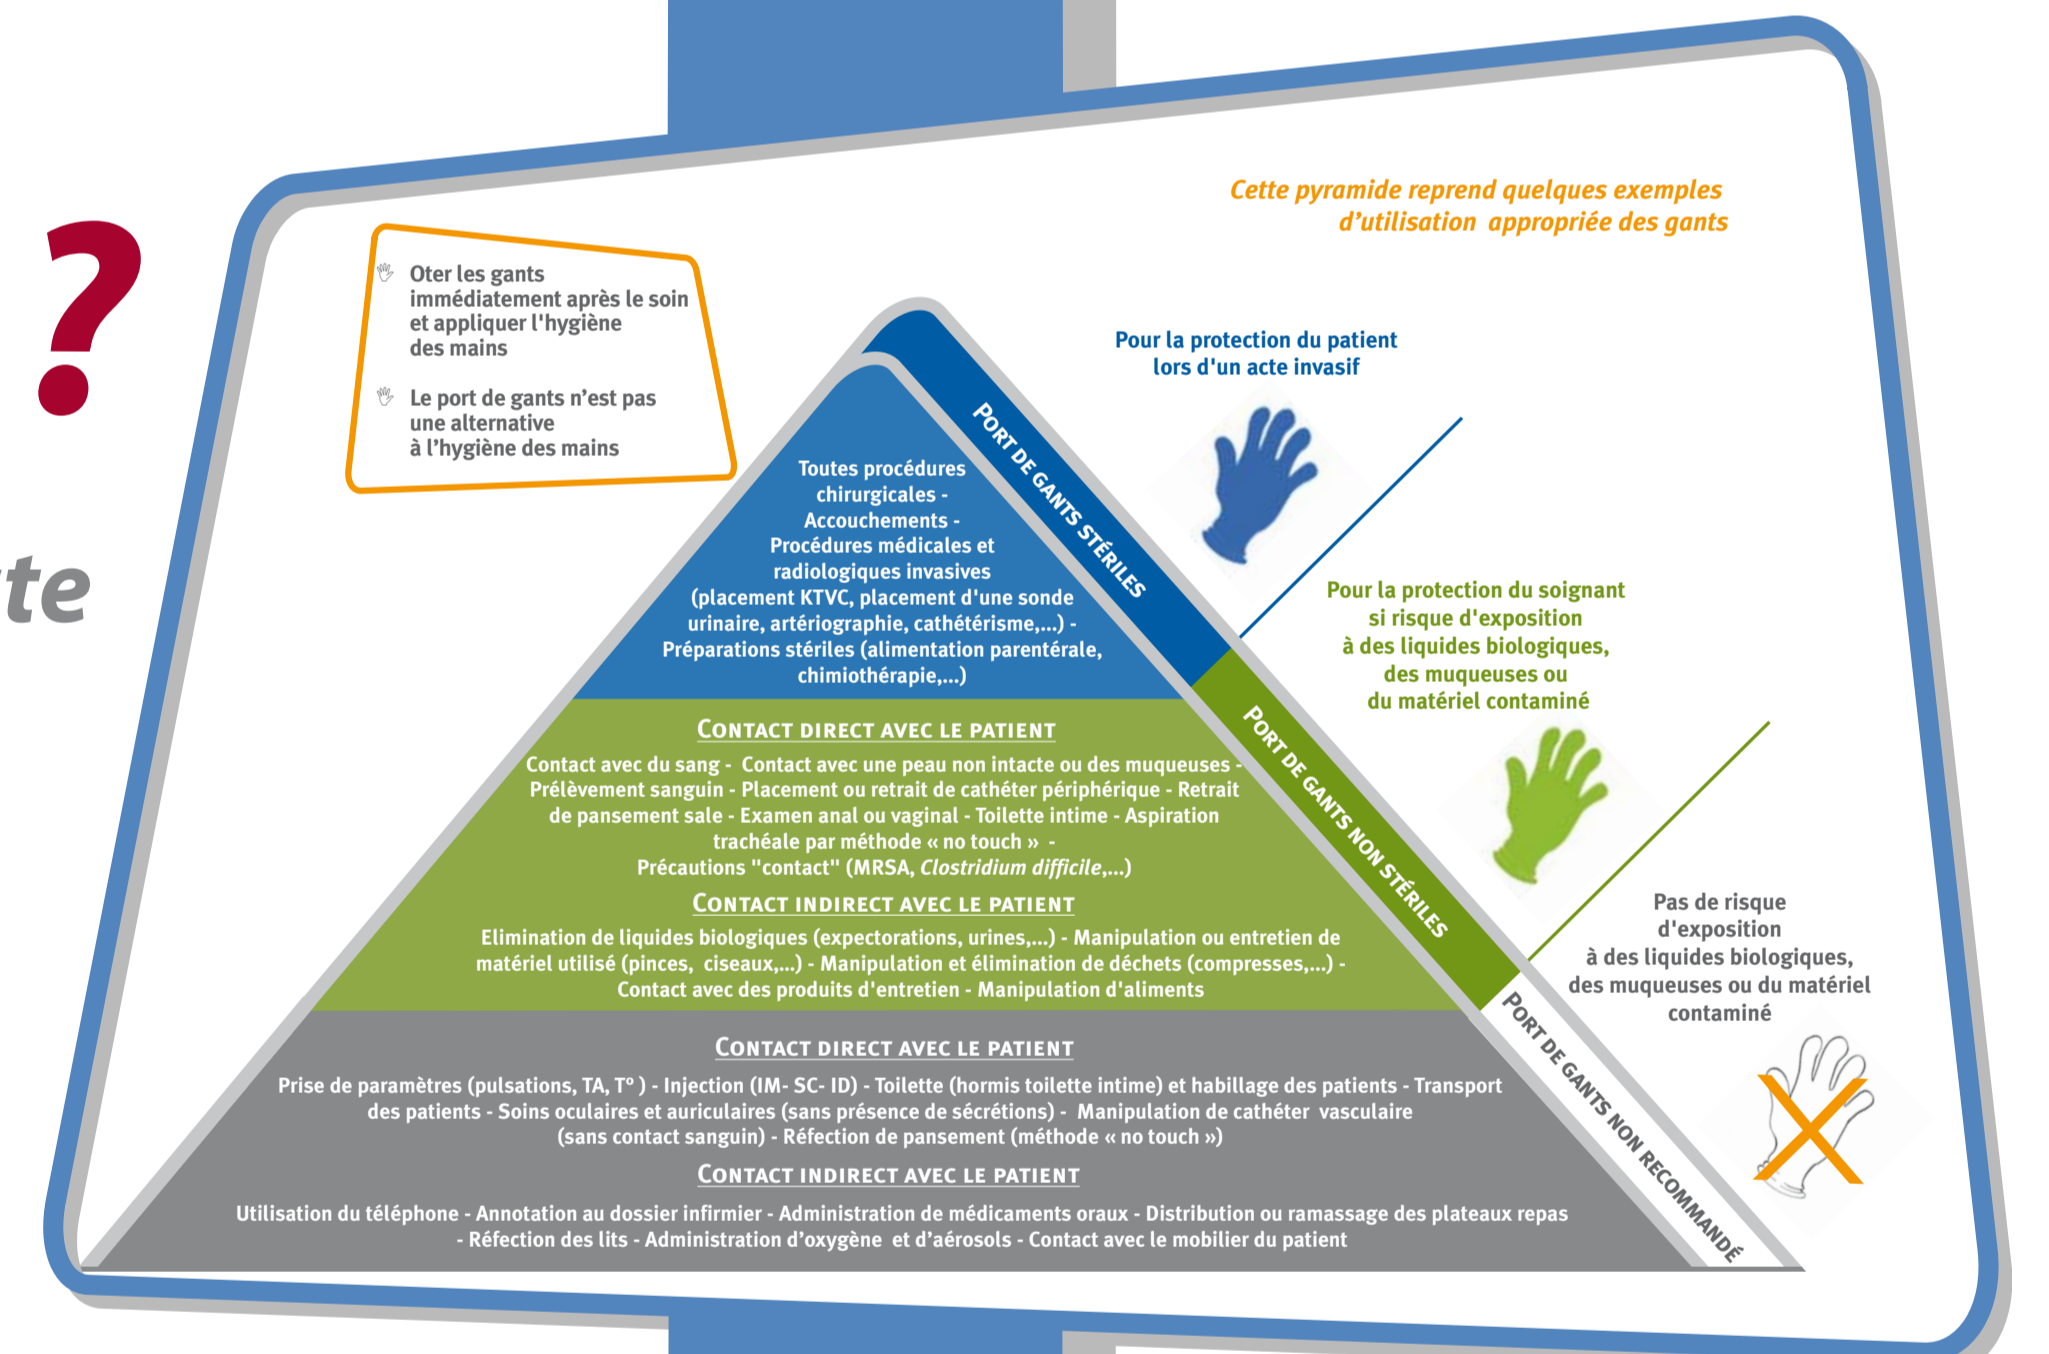 ?
te
Cette pyramide reprend quelques exemples
d'utilisation appropriée des gants
Oter les gants
immédiatement après le soin
et appliquer l'hygiène
des mains
Le port de gants n'est pas
une alternative
à l'hygiène des mains
Pour la protection du patient
lors d'un acte invasif
PORT DE GANTS STÉRILES
Toutes procédures
chirurgicales -
Accouchements -
Procédures médicales et
radiologiques invasives
(placement KTVC, placement d'une sonde
urinaire, artériographie, cathétérisme,...) -
Préparations stériles (alimentation parentérale,
chimiothérapie,...)
Pour la protection du soignant
si risque d'exposition
à des liquides biologiques,
des muqueuses ou
du matériel contaminé
PORT DE GANTS NON STÉRILES
CONTACT DIRECT AVEC LE PATIENT
Contact avec du sang - Contact avec une peau non intacte ou des muqueuses -
Prélèvement sanguin - Placement ou retrait de cathéter périphérique - Retrait
de pansement sale - Examen anal ou vaginal - Toilette intime - Aspiration
trachéale par méthode « no touch » -
Précautions "contact" (MRSA, Clostridium difficile,...)
CONTACT INDIRECT AVEC LE PATIENT
Elimination de liquides biologiques (expectorations, urines,...) - Manipulation ou entretien de
matériel utilisé (pinces, ciseaux,...) - Manipulation et élimination de déchets (compresses,...) -
Contact avec des produits d'entretien - Manipulation d'aliments
Pas de risque
d'exposition
à des liquides biologiques,
des muqueuses ou du matériel
contaminé
PORT DE GANTS NON RECOMMANDÉ
CONTACT DIRECT AVEC LE PATIENT
Prise de paramètres (pulsations, TA, T° ) - Injection (IM- SC- ID) - Toilette (hormis toilette intime) et habillage des patients - Transport
des patients - Soins oculaires et auriculaires (sans présence de sécrétions) - Manipulation de cathéter vasculaire
(sans contact sanguin) - Réfection de pansement (méthode « no touch »)
CONTACT INDIRECT AVEC LE PATIENT
Utilisation du téléphone - Annotation au dossier infirmier - Administration de médicaments oraux - Distribution ou ramassage des plateaux repas
- Réfection des lits - Administration d'oxygène et d'aérosols - Contact avec le mobilier du patient